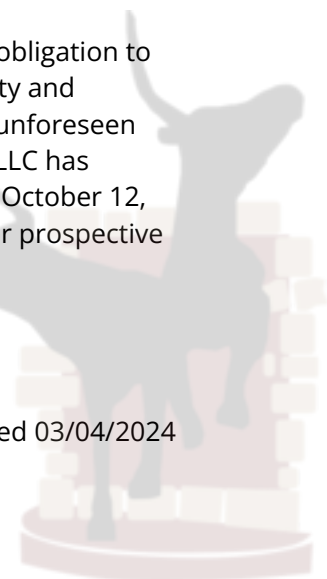 obligation to
ty and
unforeseen
LLC has
October 12,
r prospective
ed 03/04/2024